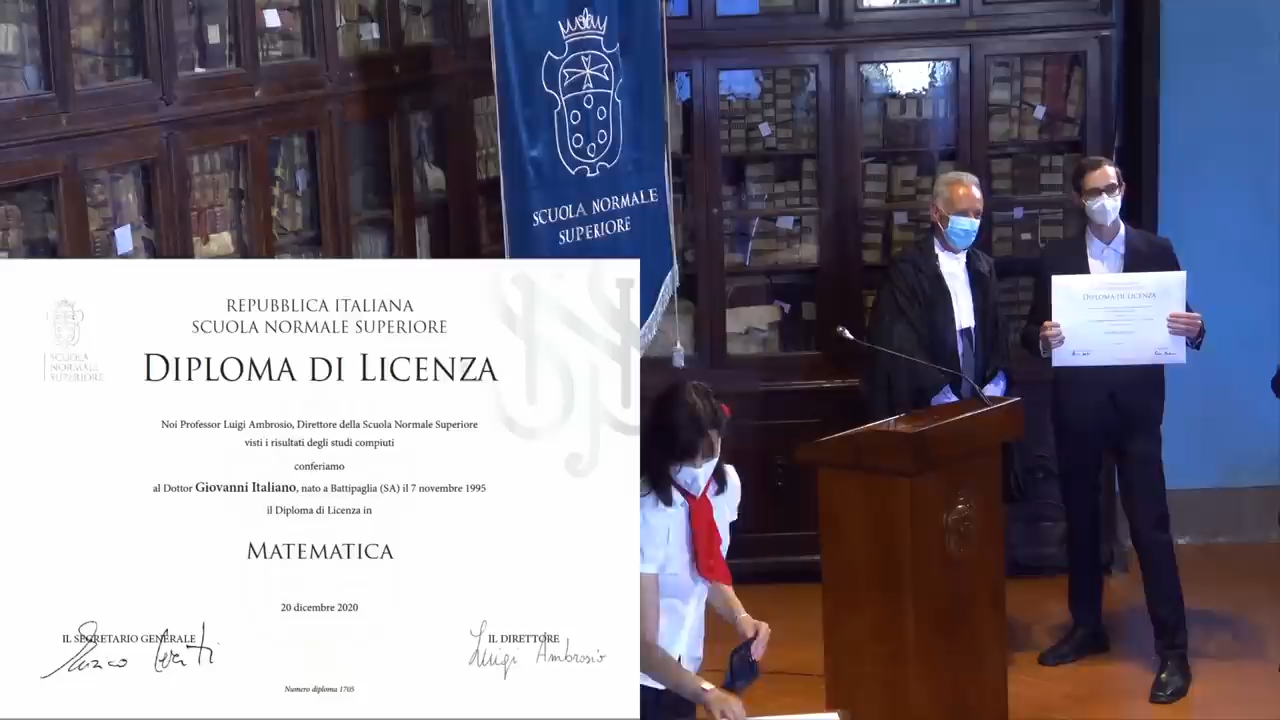 SCUOLA NORMALE
SUPERIORE
SCUOLA
NORMALE
SUPERIORE
REPUBBLICA ITALIANA
SCUOLA NORMALE SUPERIORE
DIPLOMA DI LICENZA
Noi Professor Luigi Ambrosio, Direttore della Scuola Normale Superiore
visti i risultati degli studi compiuti
conferiamo
al Dottor Giovanni Italiano, nato a Battipaglia (SA) il 7 novembre 1995
il Diploma di Licenza in
MATEMATICA
20 dicembre 2020
IL SEGRETARIO GENERALE
IL DIRETTORE
Luigi Ambrosio
Numero diploma 1705
DIPLOMA DI LICENZA